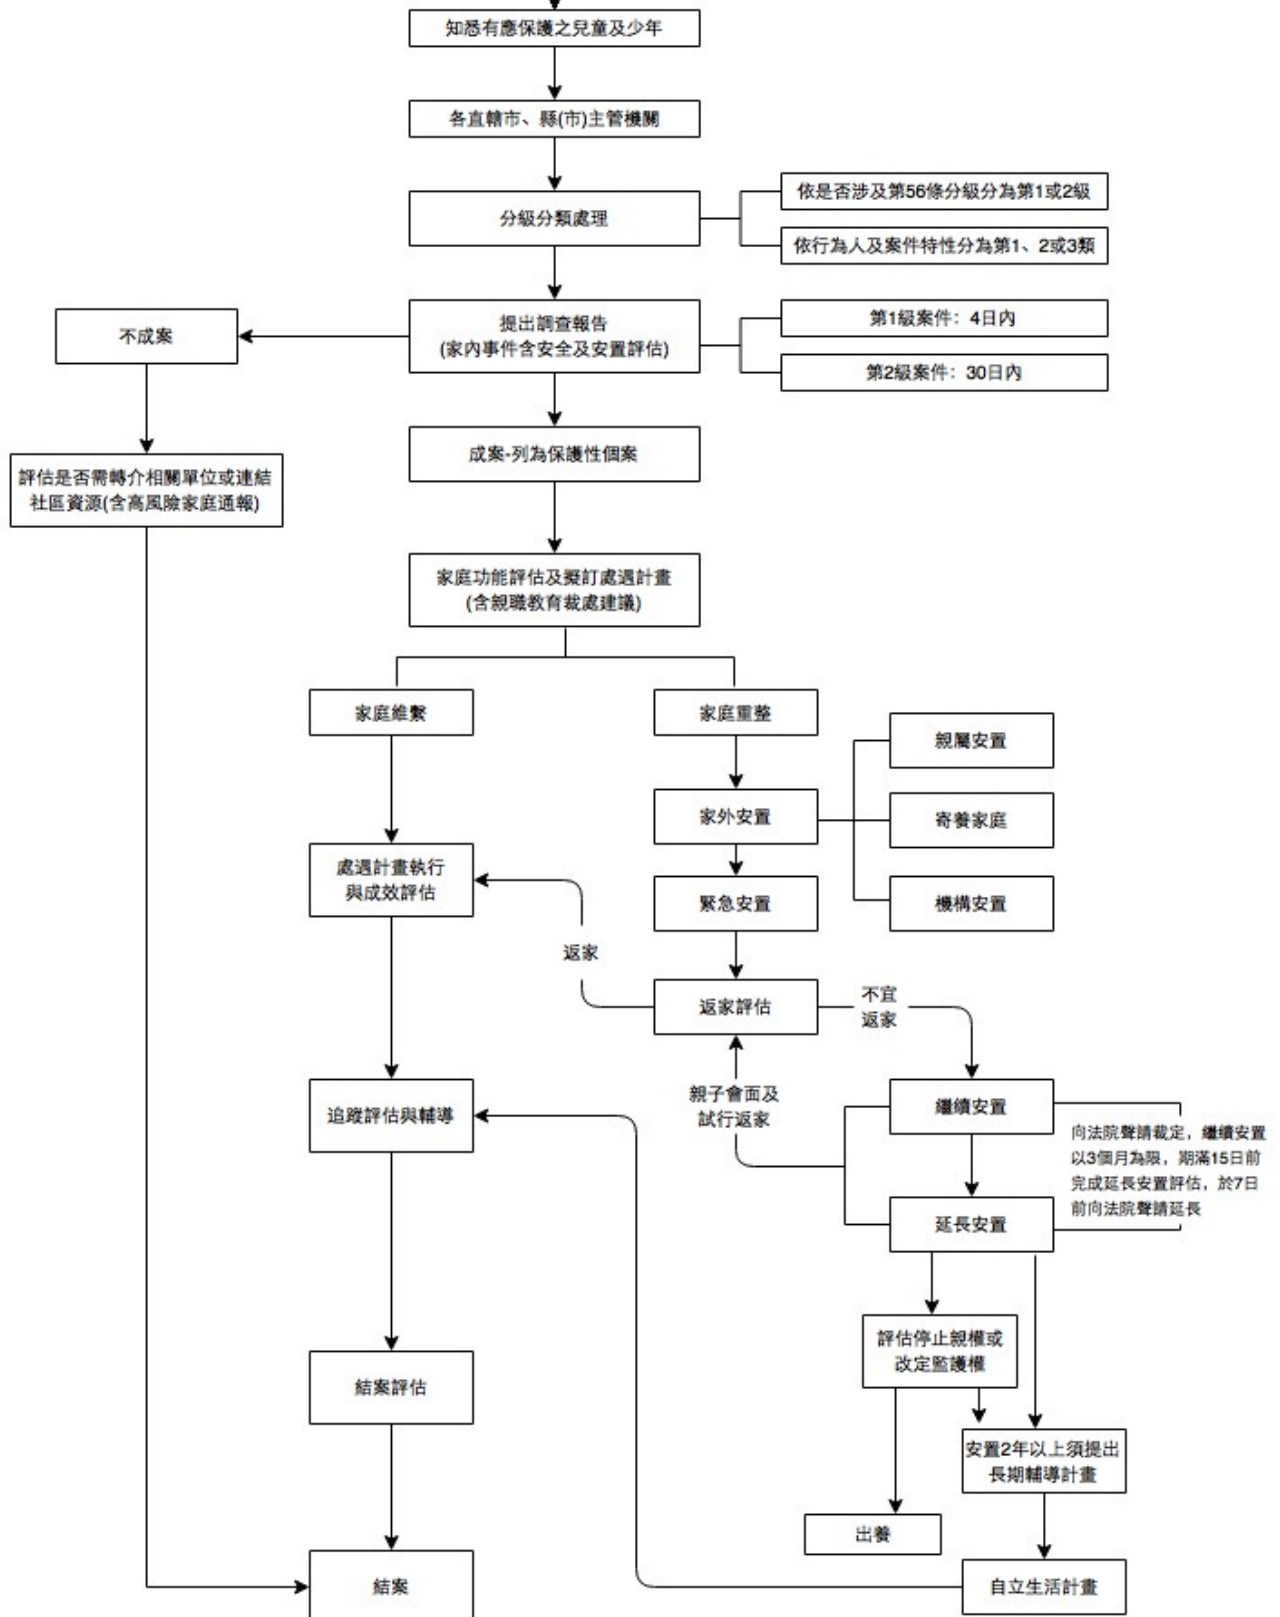 知悉有應保護之兒童及少年
各直轄市、縣(市)主管機關
分級分類處理
依是否涉及第56條分級分為第1或2級
依行為人及案件特性分為第1、2或3類
不成案
提出調查報告
(家內事件含安全及安置評估)
第1級案件：4日內
第2級案件：30日內
成案-列為保護性個案
評估是否需轉介相關單位或連結
社區資源(含高風險家庭通報)
家庭功能評估及擬訂處遇計畫
(含親職教育裁處建議)
家庭維繫
家庭重整
親屬安置
家外安置
寄養家庭
處遇計畫執行
與成效評估
緊急安置
機構安置
返家
返家評估
不宜
返家
親子會面及
試行返家
追蹤評估與輔導
繼續安置
向法院聲請裁定，繼續安置
以3個月為限，期滿15日前
完成延長安置評估，於7日
前向法院聲請延長
延長安置
評估停止親權或
改定監護權
結案評估
安置2年以上須提出
長期輔導計畫
出養
結案
自立生活計畫